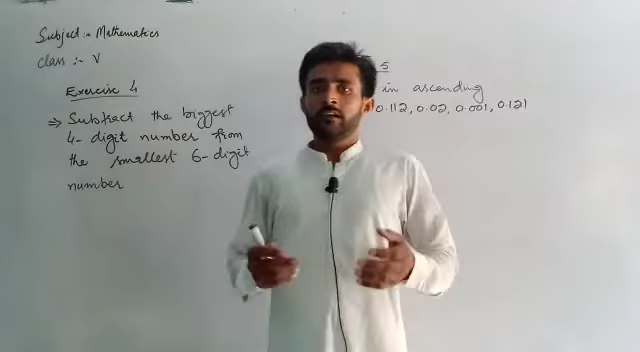 Subject :- Mathematics
Class :- V
Exercise 4
⇒ Subtract the biggest
4-digit number from
the smallest 6-digit
number
5
in ascending
0.112, 0.02, 0.001, 0.121